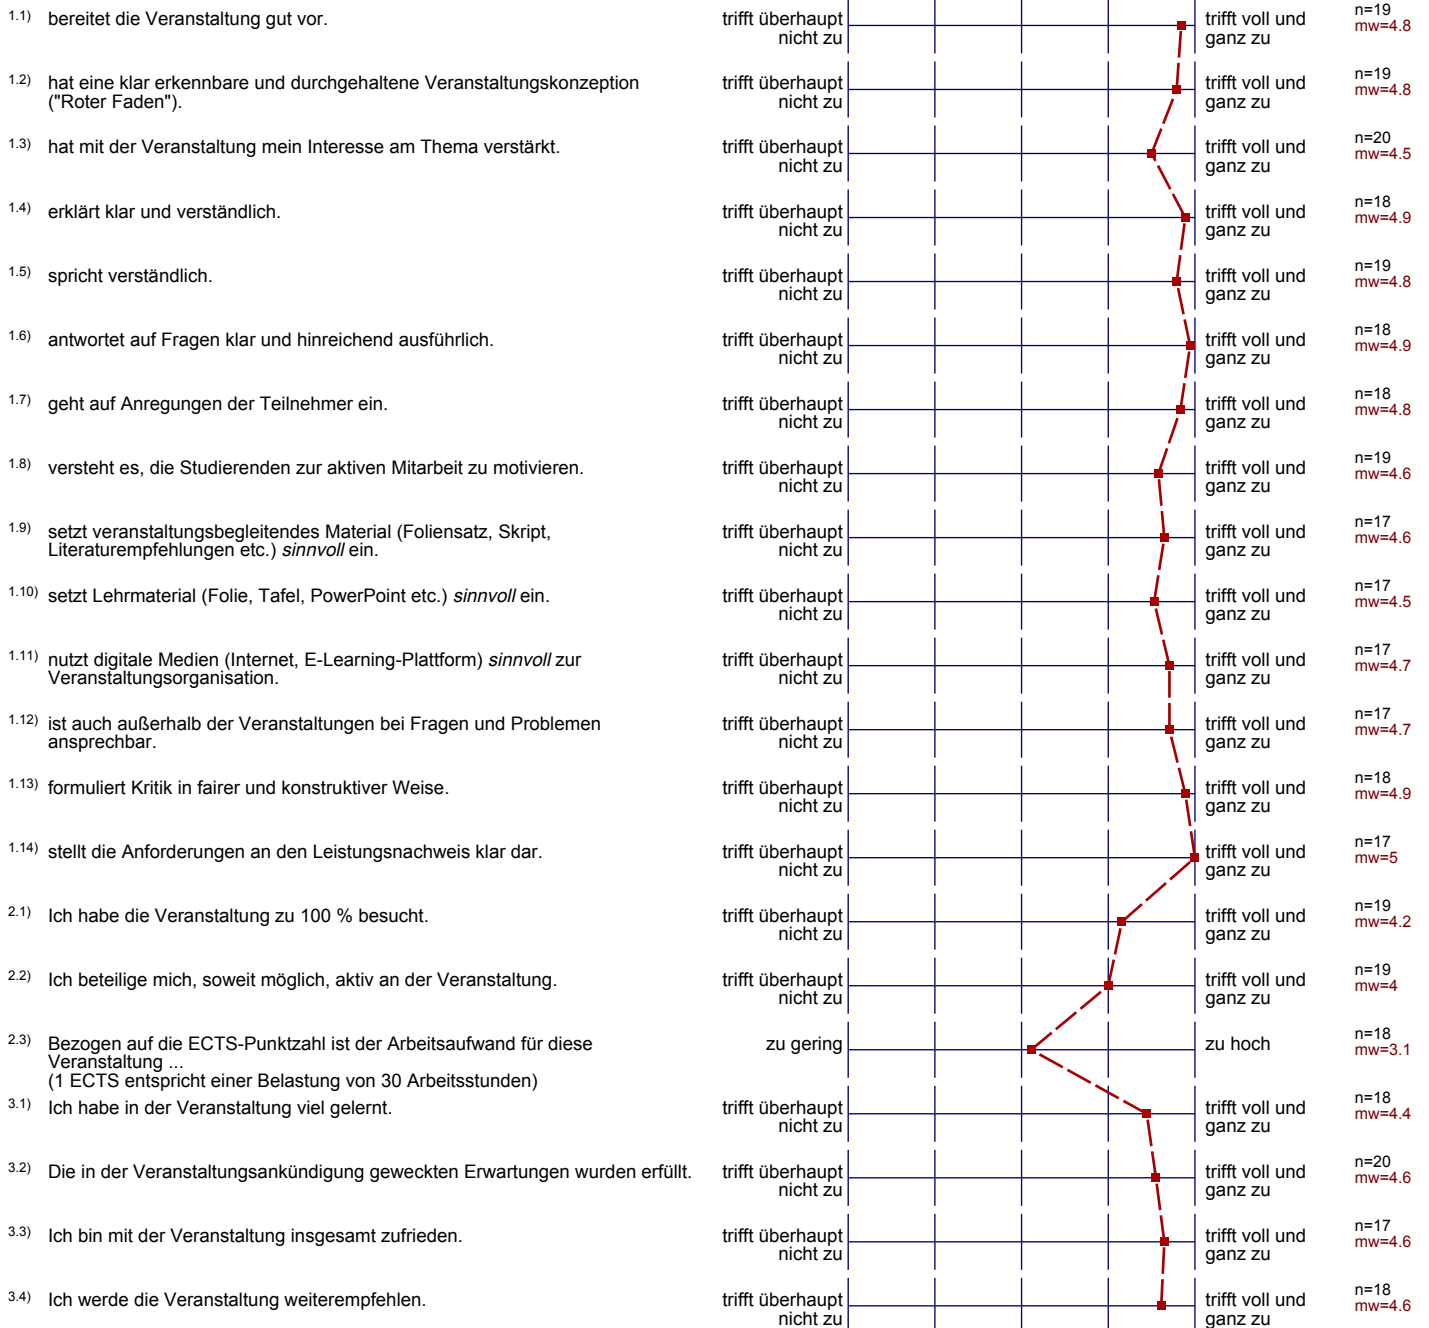 1.1) bereitet die Veranstaltung gut vor. trifft überhaupt trifft voll und n=19
nicht zu ganz zu mw=4.8
1.2) hat eine klar erkennbare und durchgehaltene Veranstaltungskonzeption trifft überhaupt trifft voll und n=19
("Roter Faden"). nicht zu ganz zu mw=4.8
1.3) hat mit der Veranstaltung mein Interesse am Thema verstärkt. trifft überhaupt trifft voll und n=20
nicht zu ganz zu mw=4.5
1.4) erklärt klar und verständlich. trifft überhaupt trifft voll und n=18
nicht zu ganz zu mw=4.9
1.5) spricht verständlich. trifft überhaupt trifft voll und n=19
nicht zu ganz zu mw=4.8
1.6) antwortet auf Fragen klar und hinreichend ausführlich. trifft überhaupt trifft voll und n=18
nicht zu ganz zu mw=4.9
1.7) geht auf Anregungen der Teilnehmer ein. trifft überhaupt trifft voll und n=18
nicht zu ganz zu mw=4.8
1.8) versteht es, die Studierenden zur aktiven Mitarbeit zu motivieren. trifft überhaupt trifft voll und n=19
nicht zu ganz zu mw=4.6
1.9) setzt veranstaltungsbegleitendes Material (Foliensatz, Skript, trifft überhaupt trifft voll und n=17
Literaturempfehlungen etc.) sinnvoll ein. nicht zu ganz zu mw=4.6
1.10) setzt Lehrmaterial (Folie, Tafel, PowerPoint etc.) sinnvoll ein. trifft überhaupt trifft voll und n=17
nicht zu ganz zu mw=4.5
1.11) nutzt digitale Medien (Internet, E-Learning-Plattform) sinnvoll zur trifft überhaupt trifft voll und n=17
Veranstaltungsorganisation. nicht zu ganz zu mw=4.7
1.12) ist auch außerhalb der Veranstaltungen bei Fragen und Problemen trifft überhaupt trifft voll und n=17
ansprechbar. nicht zu ganz zu mw=4.7
1.13) formuliert Kritik in fairer und konstruktiver Weise. trifft überhaupt trifft voll und n=18
nicht zu ganz zu mw=4.9
1.14) stellt die Anforderungen an den Leistungsnachweis klar dar. trifft überhaupt trifft voll und n=17
nicht zu ganz zu mw=5
2.1) Ich habe die Veranstaltung zu 100 % besucht. trifft überhaupt trifft voll und n=19
nicht zu ganz zu mw=4.2
2.2) Ich beteilige mich, soweit möglich, aktiv an der Veranstaltung. trifft überhaupt trifft voll und n=19
nicht zu ganz zu mw=4
2.3) Bezogen auf die ECTS-Punktzahl ist der Arbeitsaufwand für diese zu gering zu hoch n=18
Veranstaltung ... mw=3.1
(1 ECTS entspricht einer Belastung von 30 Arbeitsstunden)
3.1) Ich habe in der Veranstaltung viel gelernt. trifft überhaupt trifft voll und n=18
nicht zu ganz zu mw=4.4
3.2) Die in der Veranstaltungsankündigung geweckten Erwartungen wurden erfüllt. trifft überhaupt trifft voll und n=20
nicht zu ganz zu mw=4.6
3.3) Ich bin mit der Veranstaltung insgesamt zufrieden. trifft überhaupt trifft voll und n=17
nicht zu ganz zu mw=4.6
3.4) Ich werde die Veranstaltung weiterempfehlen. trifft überhaupt trifft voll und n=18
nicht zu ganz zu mw=4.6